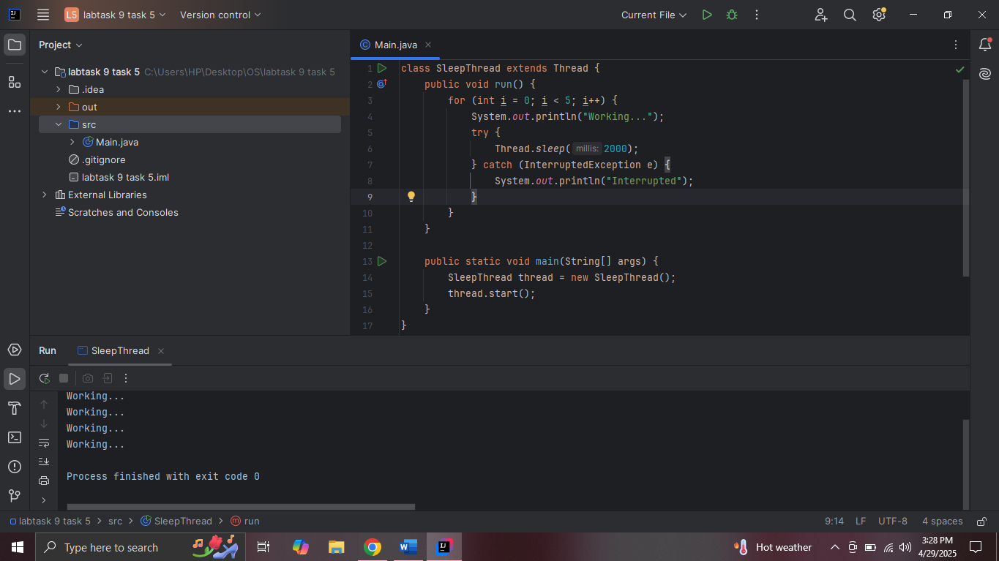 L5 labtask 9 task 5 Version control Current File
Project
Main.java
labtask 9 task 5 C:\Users\HP\Desktop\OS\labtask 9 task 5
.idea
out
src
Main.java
.gitignore
labtask 9 task 5.iml
External Libraries
Scratches and Consoles
1 class SleepThread extends Thread {
2 public void run() {
3 for (int i = 0; i < 5; i++) {
4 System.out.println("Working...");
5 try {
6 Thread.sleep( millis: 2000);
7 } catch (InterruptedException e) {
8 System.out.println("Interrupted");
9 }
10 }
11 }
12
13 public static void main(String[] args) {
14 SleepThread thread = new SleepThread();
15 thread.start();
16 }
17 }
Run SleepThread
Working...
Working...
Working...
Working...
Process finished with exit code 0
labtask 9 task 5 > src > SleepThread > run 9:14 LF UTF-8 4 spaces
Type here to search Hot weather 3:28 PM
4/29/2025